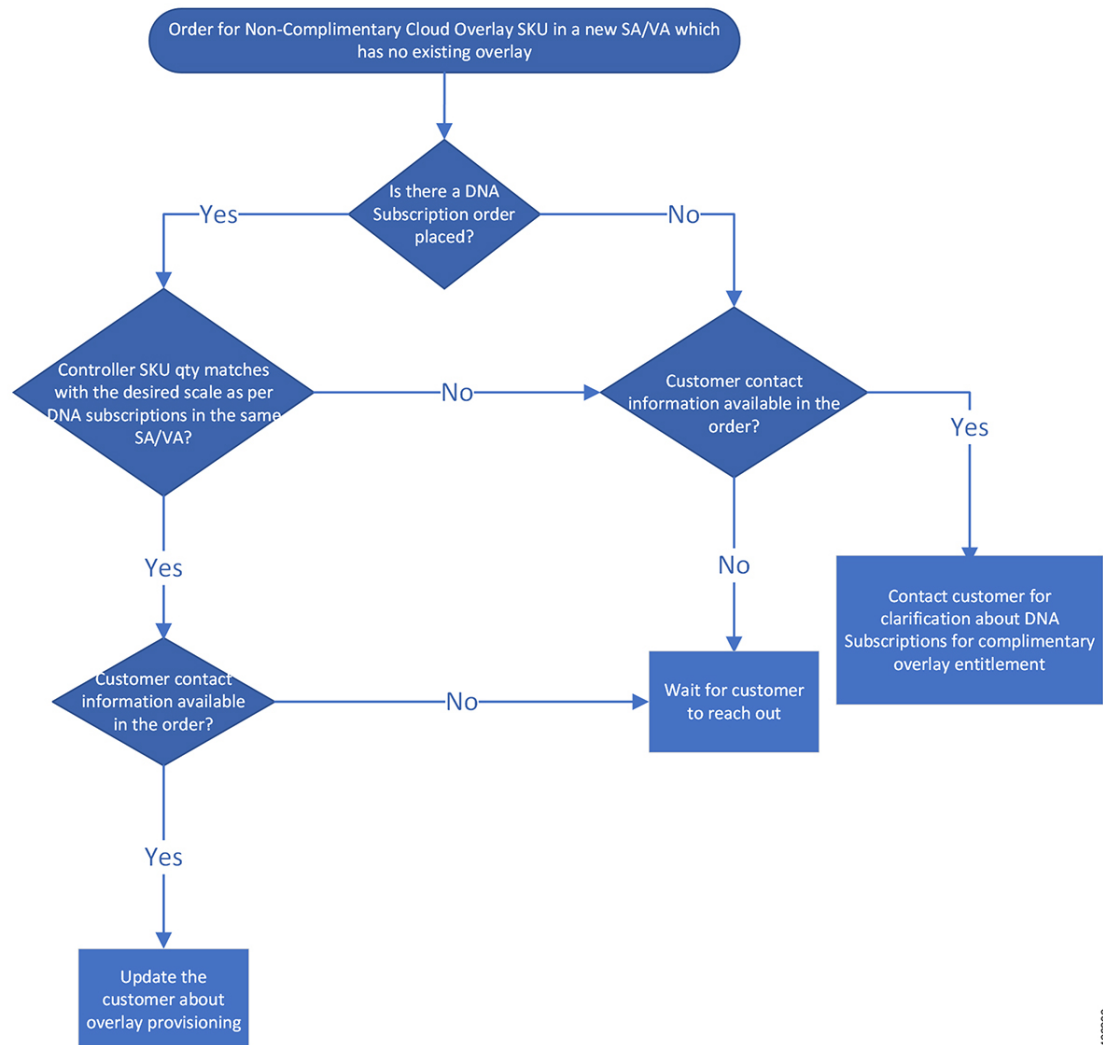 Order for Non-Complimentary Cloud Overlay SKU in a new SA/VA which
has no existing overlay
Is there a DNA
Subscription order
placed?
Yes
No
Controller SKU qty matches
with the desired scale as per
DNA subscriptions in the same
SA/VA?
No
Customer contact
information available in the
order?
Yes
Yes
No
Contact customer for
clarification about DNA
Subscriptions for complimentary
overlay entitlement
Customer contact
information available
in the order?
No
Wait for customer
to reach out
Yes
Update the
customer about
overlay provisioning